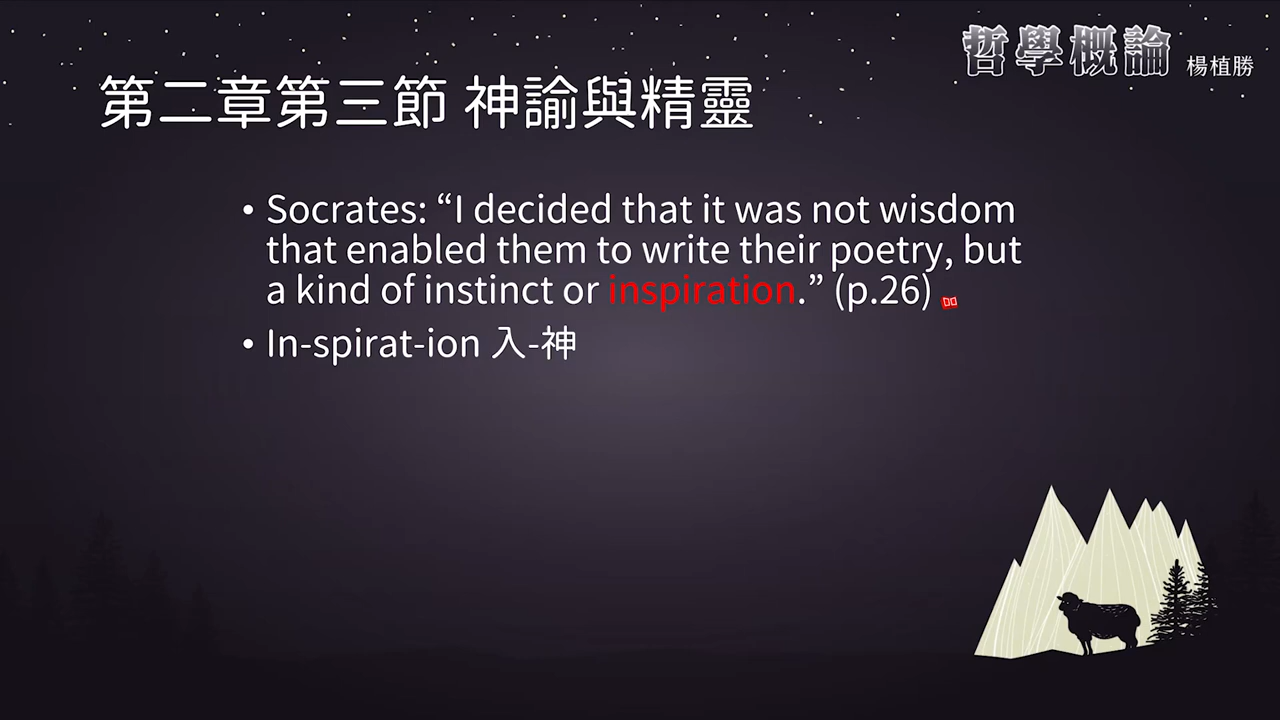 哲學概論 楊植勝
第二章第三節 神諭與精靈
• Socrates: “I decided that it was not wisdom
that enabled them to write their poetry, but
a kind of instinct or inspiration.” (p.26)
• In-spirat-ion 入-神